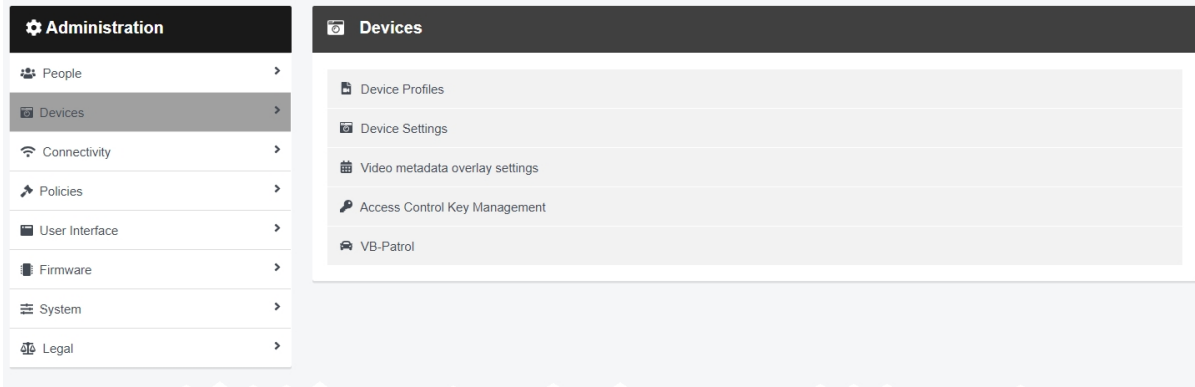 Administration
People
Devices
Connectivity
Policies
User Interface
Firmware
System
Legal
Devices
Device Profiles
Device Settings
Video metadata overlay settings
Access Control Key Management
VB-Patrol